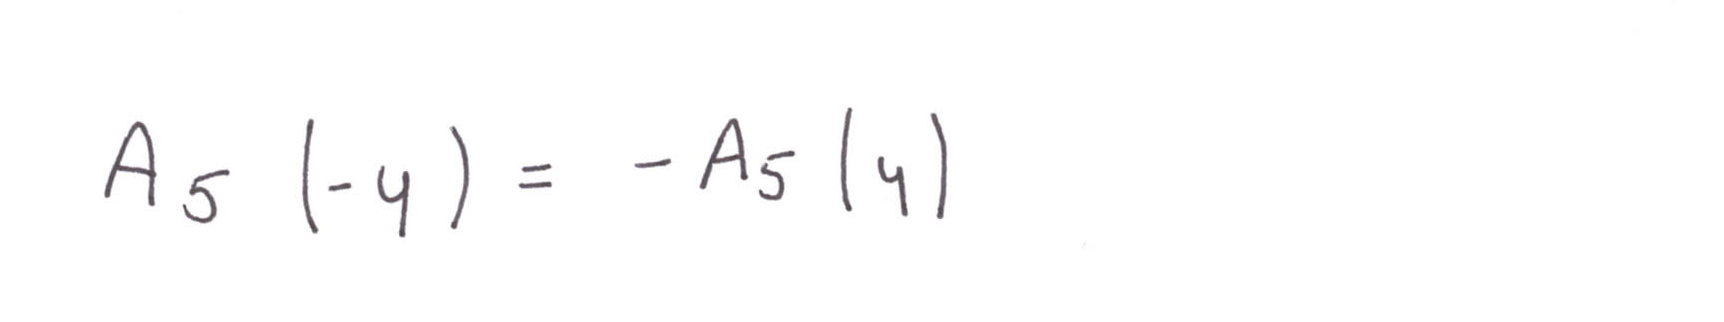 A₅ (-y) = -A₅ (y)